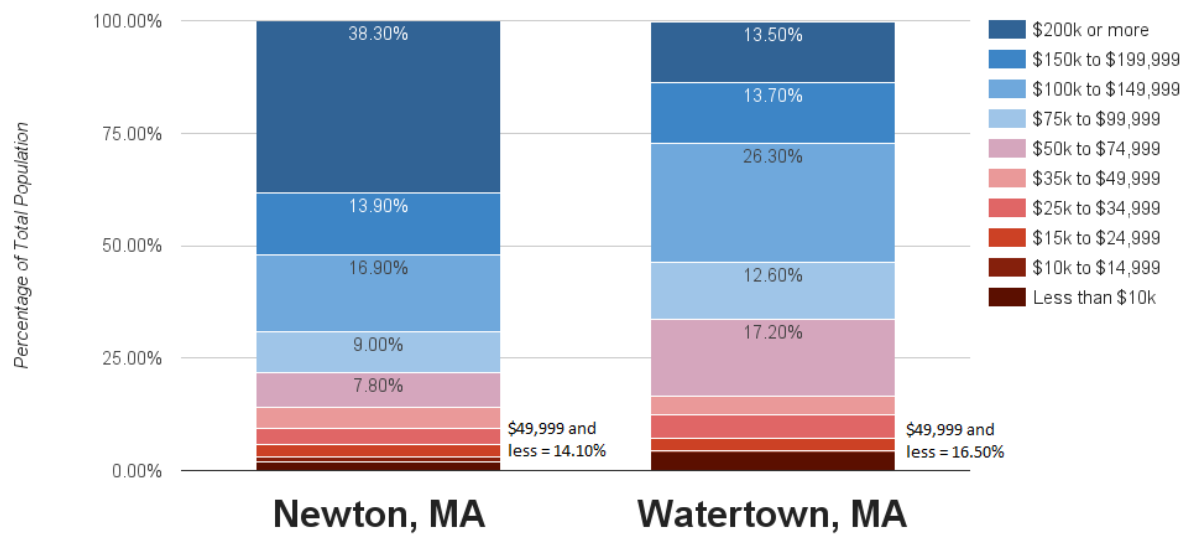 Percentage of Total Population
100.00%
75.00%
50.00%
25.00%
0.00%
38.30%
13.90%
16.90%
9.00%
7.80%
$49,999 and
less = 14.10%
Newton, MA
13.50%
13.70%
26.30%
12.60%
17.20%
$49,999 and
less = 16.50%
Watertown, MA
$200k or more
$150k to $199,999
$100k to $149,999
$75k to $99,999
$50k to $74,999
$35k to $49,999
$25k to $34,999
$15k to $24,999
$10k to $14,999
Less than $10k